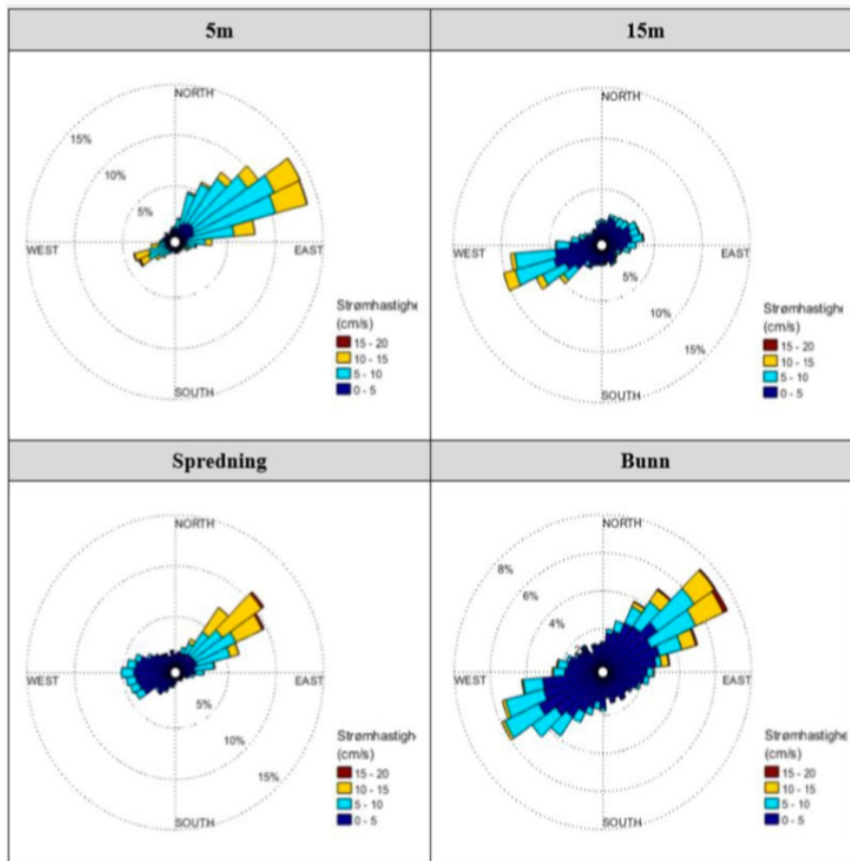 5m
15m
NORTH
15%
10%
5%
WEST
EAST
SOUTH
Strømhastighe
(cm/s)
15 - 20
10 - 15
5 - 10
0 - 5
NORTH
WEST
EAST
5%
10%
15%
SOUTH
Strømhastighe
(cm/s)
15 - 20
10 - 15
5 - 10
0 - 5
Spredning
Bunn
NORTH
WEST
EAST
5%
10%
15%
SOUTH
Strømhastighe
(cm/s)
15 - 20
10 - 15
5 - 10
0 - 5
NORTH
8%
6%
4%
WEST
EAST
SOUTH
Strømhastighe
(cm/s)
15 - 20
10 - 15
5 - 10
0 - 5